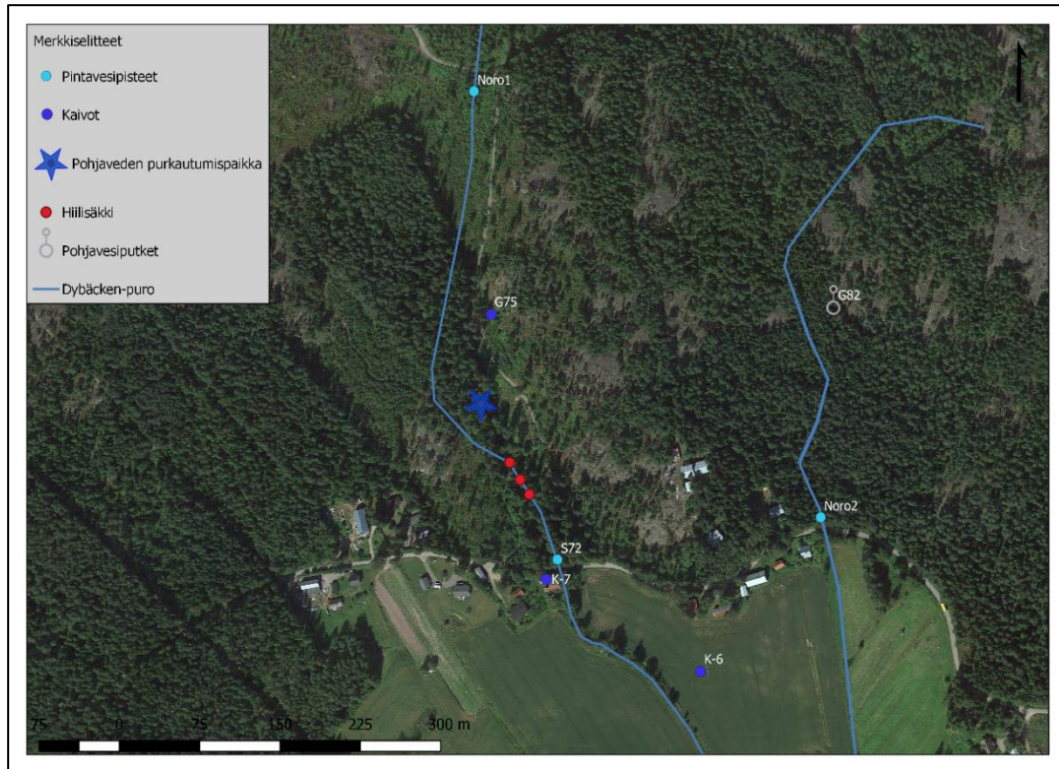 Merkkiselitteet
Pintavesipisteet
Kaivot
Pohjaveden purkautumispaikka
Hiilisäkki
Pohjavesiputket
Dybäcken-puro
Noro1
G75
G82
Noro2
S72
K-7
K-6
75 0 75 150 225 300 m